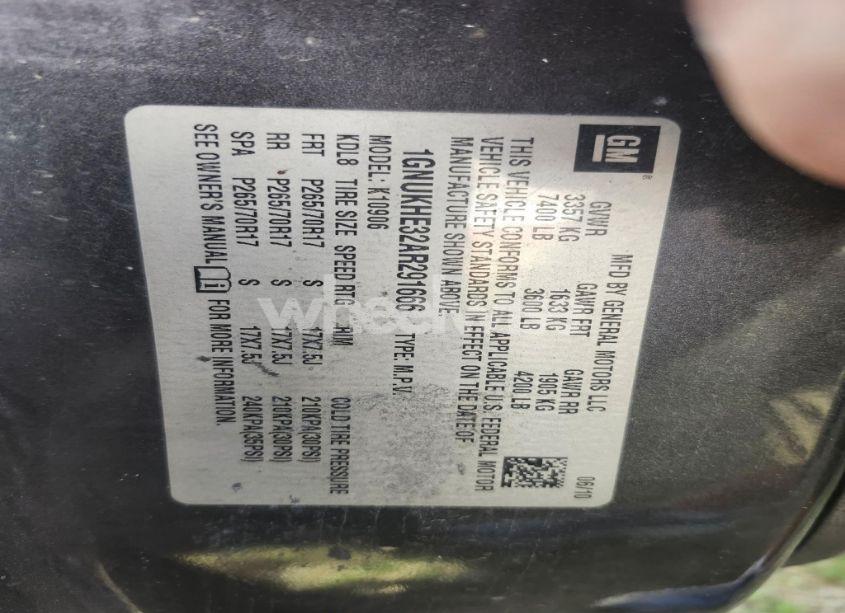 GM ®
MFD BY GENERAL MOTORS LLC 06/10
GVWR GAWR FRT GAWR RR
3357 KG 1633 KG 1905 KG
7400 LB 3600 LB 4200 LB
THIS VEHICLE CONFORMS TO ALL APPLICABLE U.S. FEDERAL MOTOR
VEHICLE SAFETY STANDARDS IN EFFECT ON THE DATE OF
MANUFACTURE SHOWN ABOVE.
1GNUKHE32AR291666 TYPE: M.P.V.
MODEL: K10906
KDL8 TIRE SIZE SPEED RTG RIM COLD TIRE PRESSURE
FRT P265/70R17 S 17X7.5J 210KPA(30PSI)
RR P265/70R17 S 17X7.5J 210KPA(30PSI)
SPA P265/70R17 S 17X7.5J 240KPA(35PSI)
SEE OWNER'S MANUAL FOR MORE INFORMATION.